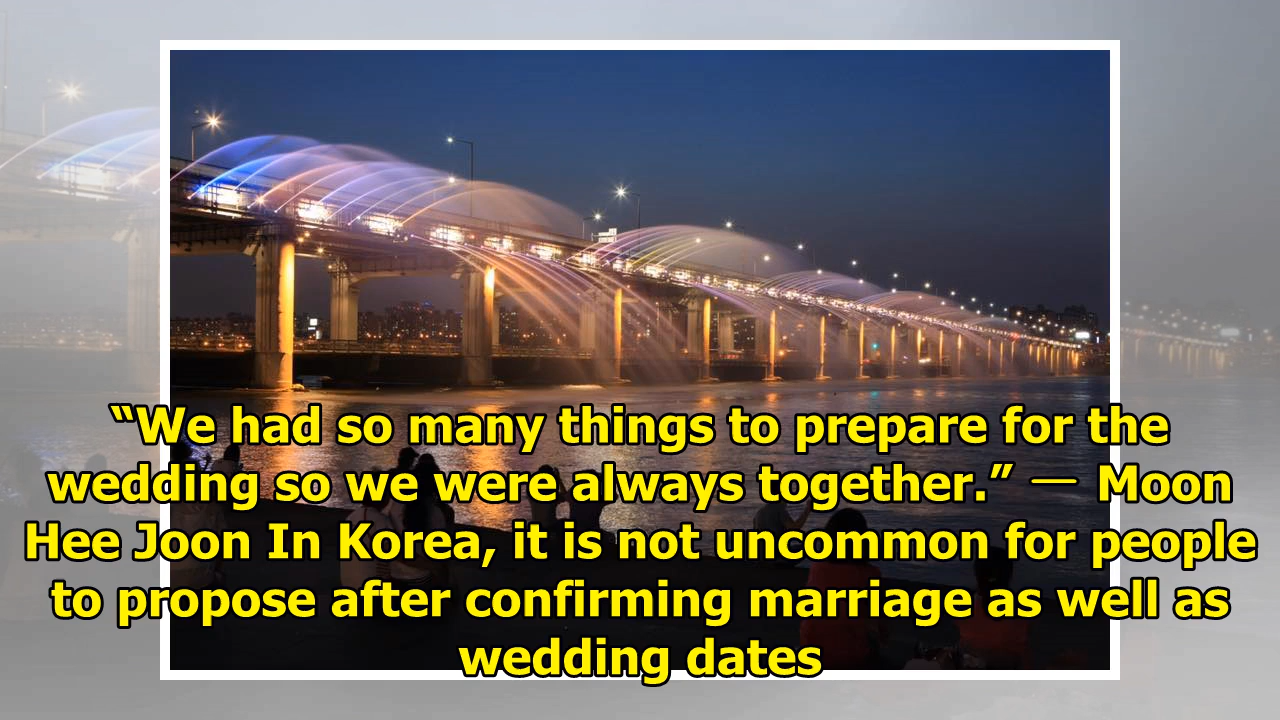 “We had so many things to prepare for the
wedding so we were always together.” — Moon
Hee Joon In Korea, it is not uncommon for people
to propose after confirming marriage as well as
wedding dates